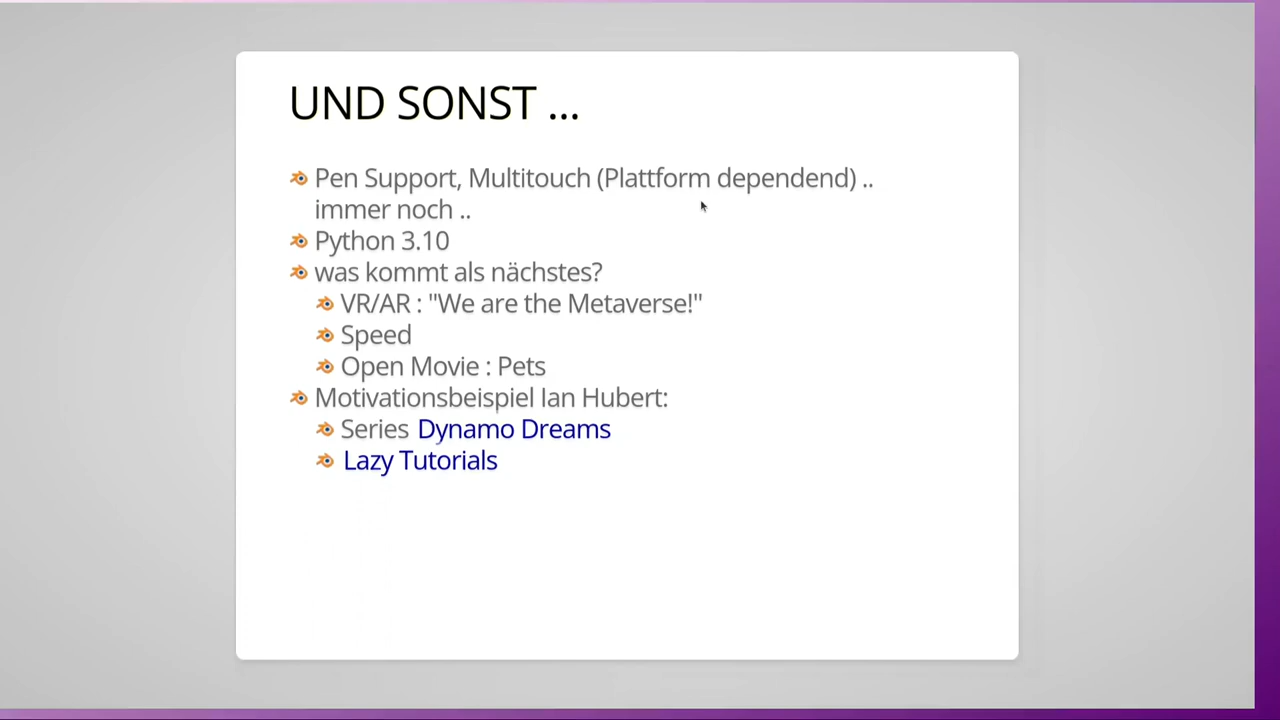 UND SONST ...
Pen Support, Multitouch (Plattform dependend) ..
immer noch ..
Python 3.10
was kommt als nächstes?
VR/AR : "We are the Metaverse!"
Speed
Open Movie : Pets
Motivationsbeispiel Ian Hubert:
Series Dynamo Dreams
Lazy Tutorials